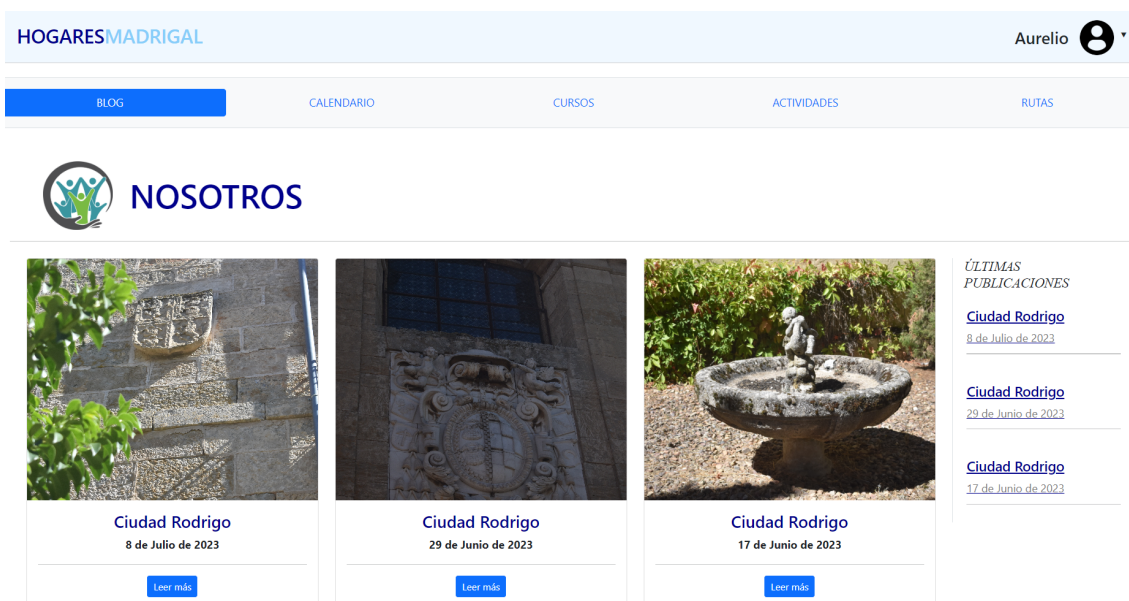 HOGARESMADRIGAL
Aurelio
BLOG
CALENDARIO
CURSOS
ACTIVIDADES
RUTAS
NOSOTROS
Ciudad Rodrigo
8 de Julio de 2023
Leer más
Ciudad Rodrigo
29 de Junio de 2023
Leer más
Ciudad Rodrigo
17 de Junio de 2023
Leer más
ÚLTIMAS
PUBLICACIONES
Ciudad Rodrigo
8 de Julio de 2023
Ciudad Rodrigo
29 de Junio de 2023
Ciudad Rodrigo
17 de Junio de 2023